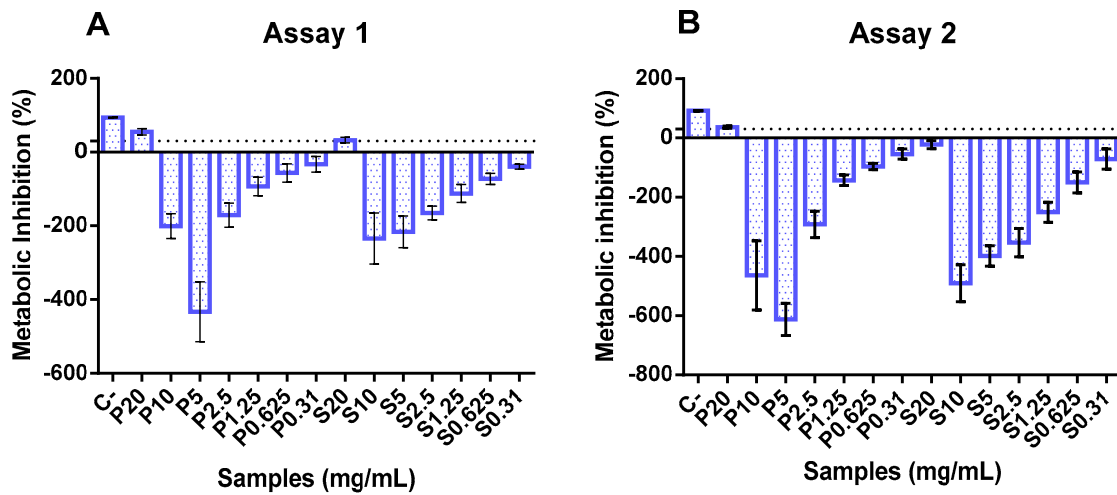 A
Assay 1
Metabolic Inhibition (%)
200
0
-200
-400
-600
C-
P20
P10
P5
P2.5
P1.25
P0.625
P0.31
S20
S10
S5
S2.5
S1.25
S0.625
S0.31
Samples (mg/mL)
B
Assay 2
Metabolic inhibition (%)
200
0
-200
-400
-600
-800
C-
P20
P10
P5
P2.5
P1.25
P0.625
P0.31
S20
S10
S5
S2.5
S1.25
S0.625
S0.31
Samples (mg/mL)